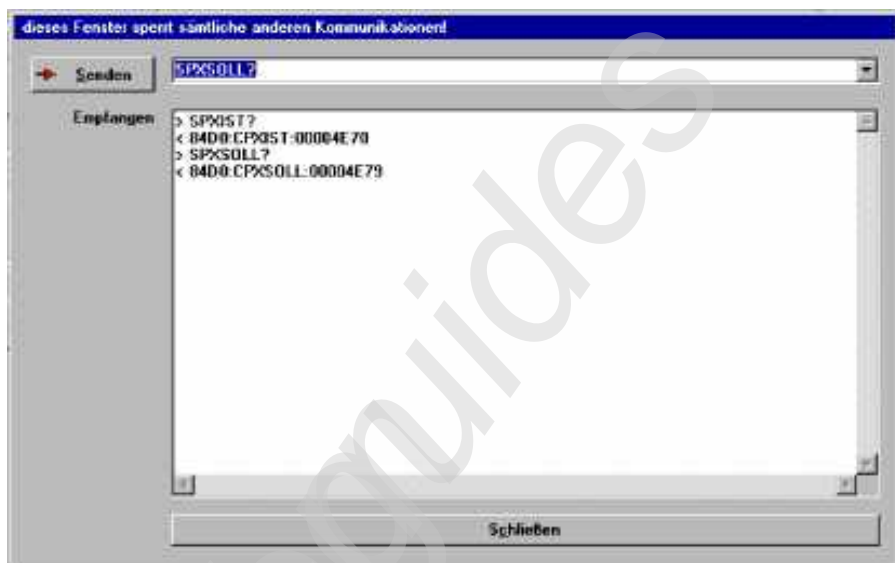 dieses Fenster sperrt sämtliche anderen Kommunikationen!
Senden
SPXSOLL?
Empfangen
> SPXIST?
< 84D0:CPXIST:00004E70
> SPXSOLL?
< 84D0:CPXSOLL:00004E79
Schließen